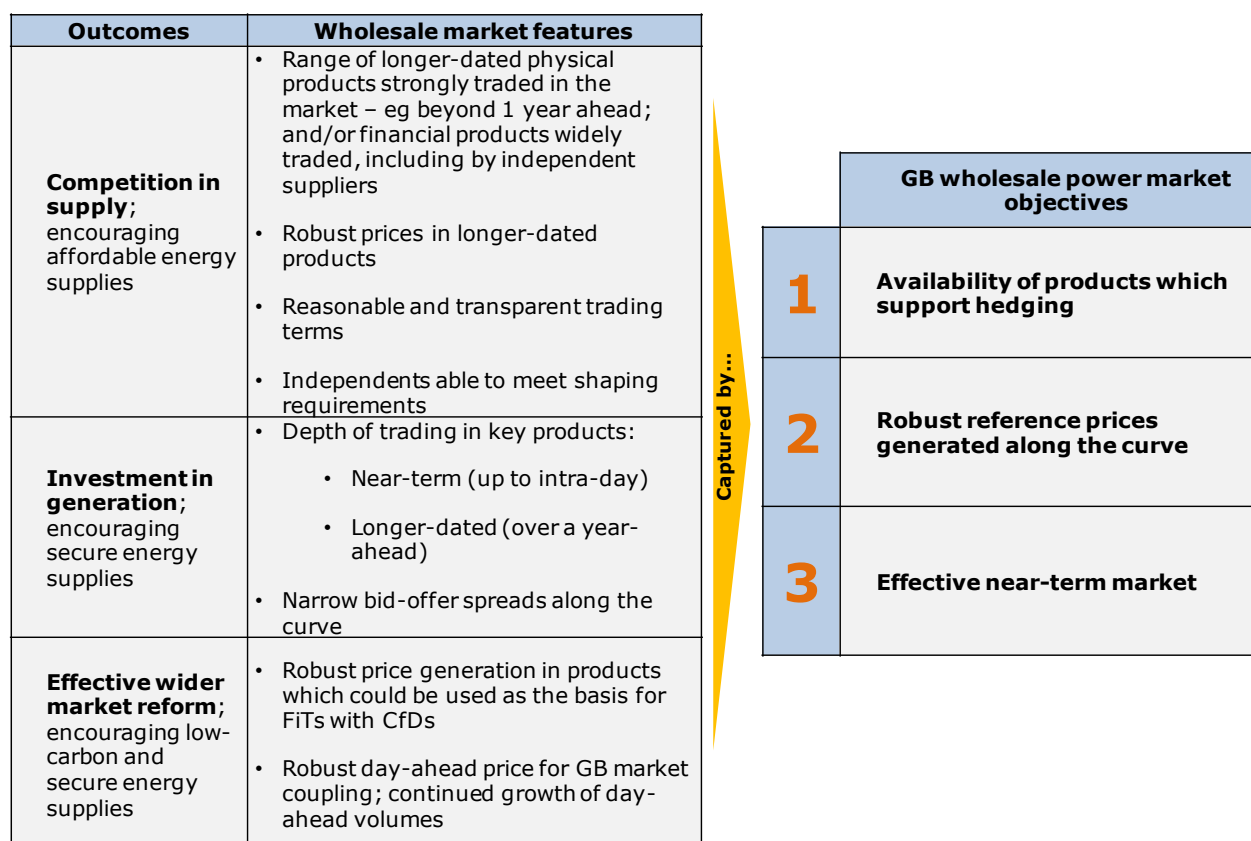 Outcomes
Wholesale market features
Competition in
supply;
encouraging
affordable energy
supplies
• Range of longer-dated physical
products strongly traded in the
market – eg beyond 1 year ahead;
and/or financial products widely
traded, including by independent
suppliers
• Robust prices in longer-dated
products
• Reasonable and transparent trading
terms
• Independents able to meet shaping
requirements
Investment in
generation;
encouraging
secure energy
supplies
• Depth of trading in key products:
• Near-term (up to intra-day)
• Longer-dated (over a year-
ahead)
• Narrow bid-offer spreads along the
curve
Effective wider
market reform;
encouraging low-
carbon and
secure energy
supplies
• Robust price generation in products
which could be used as the basis for
FiTs with CfDs
• Robust day-ahead price for GB market
coupling; continued growth of day-
ahead volumes
Captured by...
GB wholesale power market
objectives
1
Availability of products which
support hedging
2
Robust reference prices
generated along the curve
3
Effective near-term market